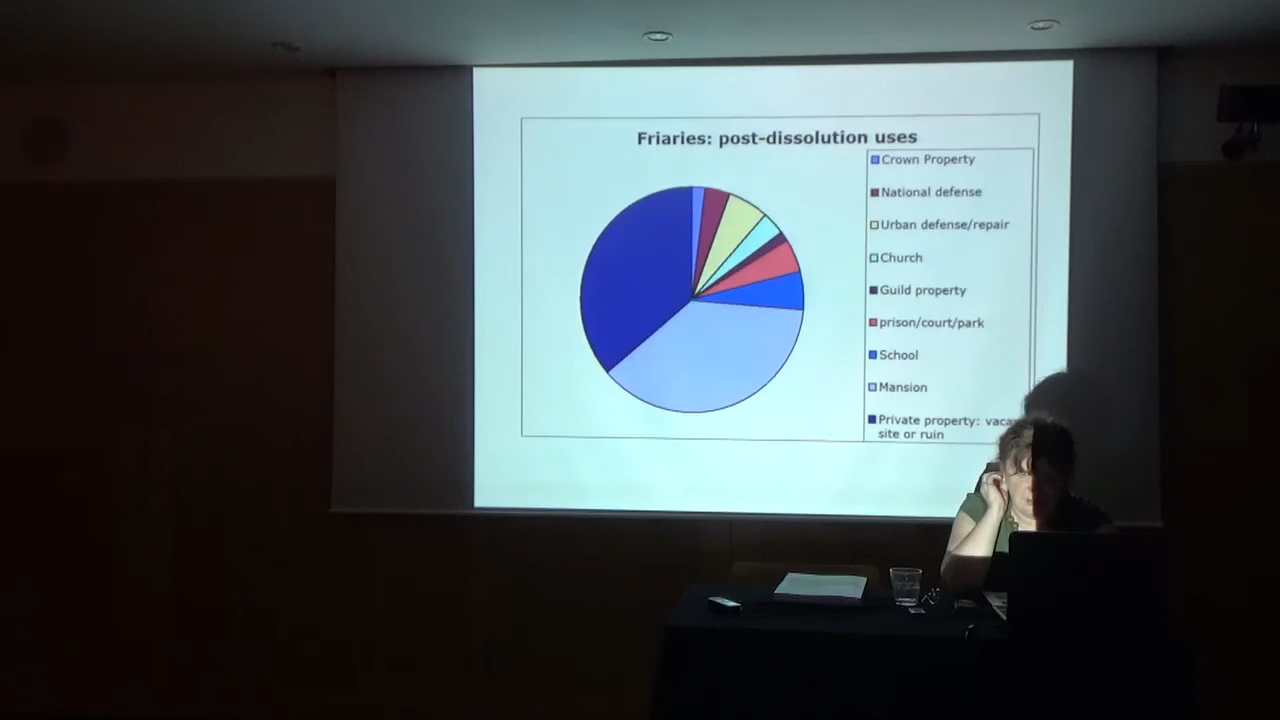 Friaries: post-dissolution uses
Crown Property
National defense
Urban defense/repair
Church
Guild property
prison/court/park
School
Mansion
Private property:
site or ruin